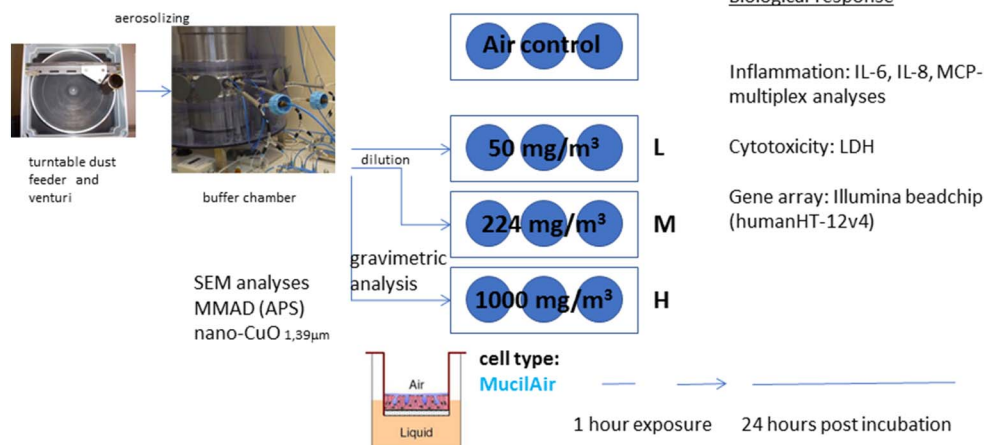 Biological response
aerosolizing
Air control
Inflammation: IL-6, IL-8, MCP-
multiplex analyses
50 mg/m³ L
dilution
Cytotoxicity: LDH
turntable dust
feeder and
venturi
buffer chamber
Gene array: Illumina beadchip
(humanHT-12v4)
224 mg/m³ M
gravimetric
analysis
SEM analyses
MMAD (APS)
nano-CuO 1,39µm
1000 mg/m³ H
cell type:
MucilAir
Air
Liquid
1 hour exposure
24 hours post incubation